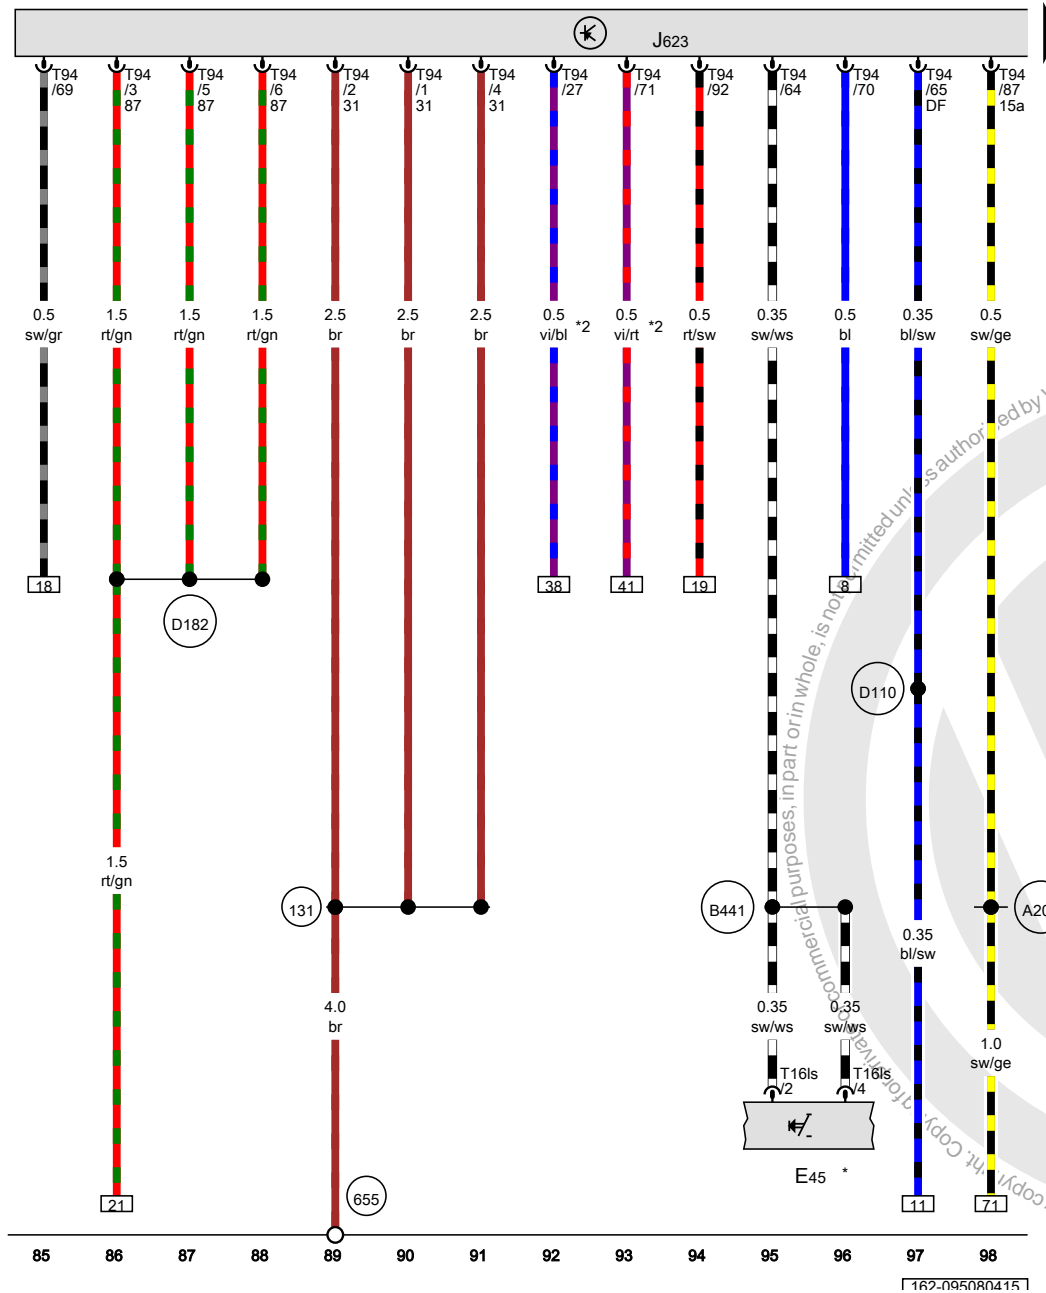 J623
T94 T94 T94 T94 T94 T94 T94 T94 T94 T94 T94 T94 T94 T94
/69 /3 /5 /6 /2 /1 /4 /27 /71 /92 /64 /70 /65 /87
87 87 87 31 31 31 DF 15a
0.5 1.5 1.5 1.5 2.5 2.5 2.5 0.5 0.5 0.5 0.35 0.5 0.35 0.5
sw/gr rt/gn rt/gn rt/gn br br br vi/bl *2 vi/rt *2 rt/sw sw/ws bl bl/sw sw/ge
18 38 41 19 8
D182
D110
1.5
rt/gn
131 B441 A20
0.35
bl/sw
4.0 0.35 0.35
br sw/ws sw/ws
1.0
sw/ge
T16ls T16ls
/2 /4
E45 *
655
21 11 71
85 86 87 88 89 90 91 92 93 94 95 96 97 98
162-095080415